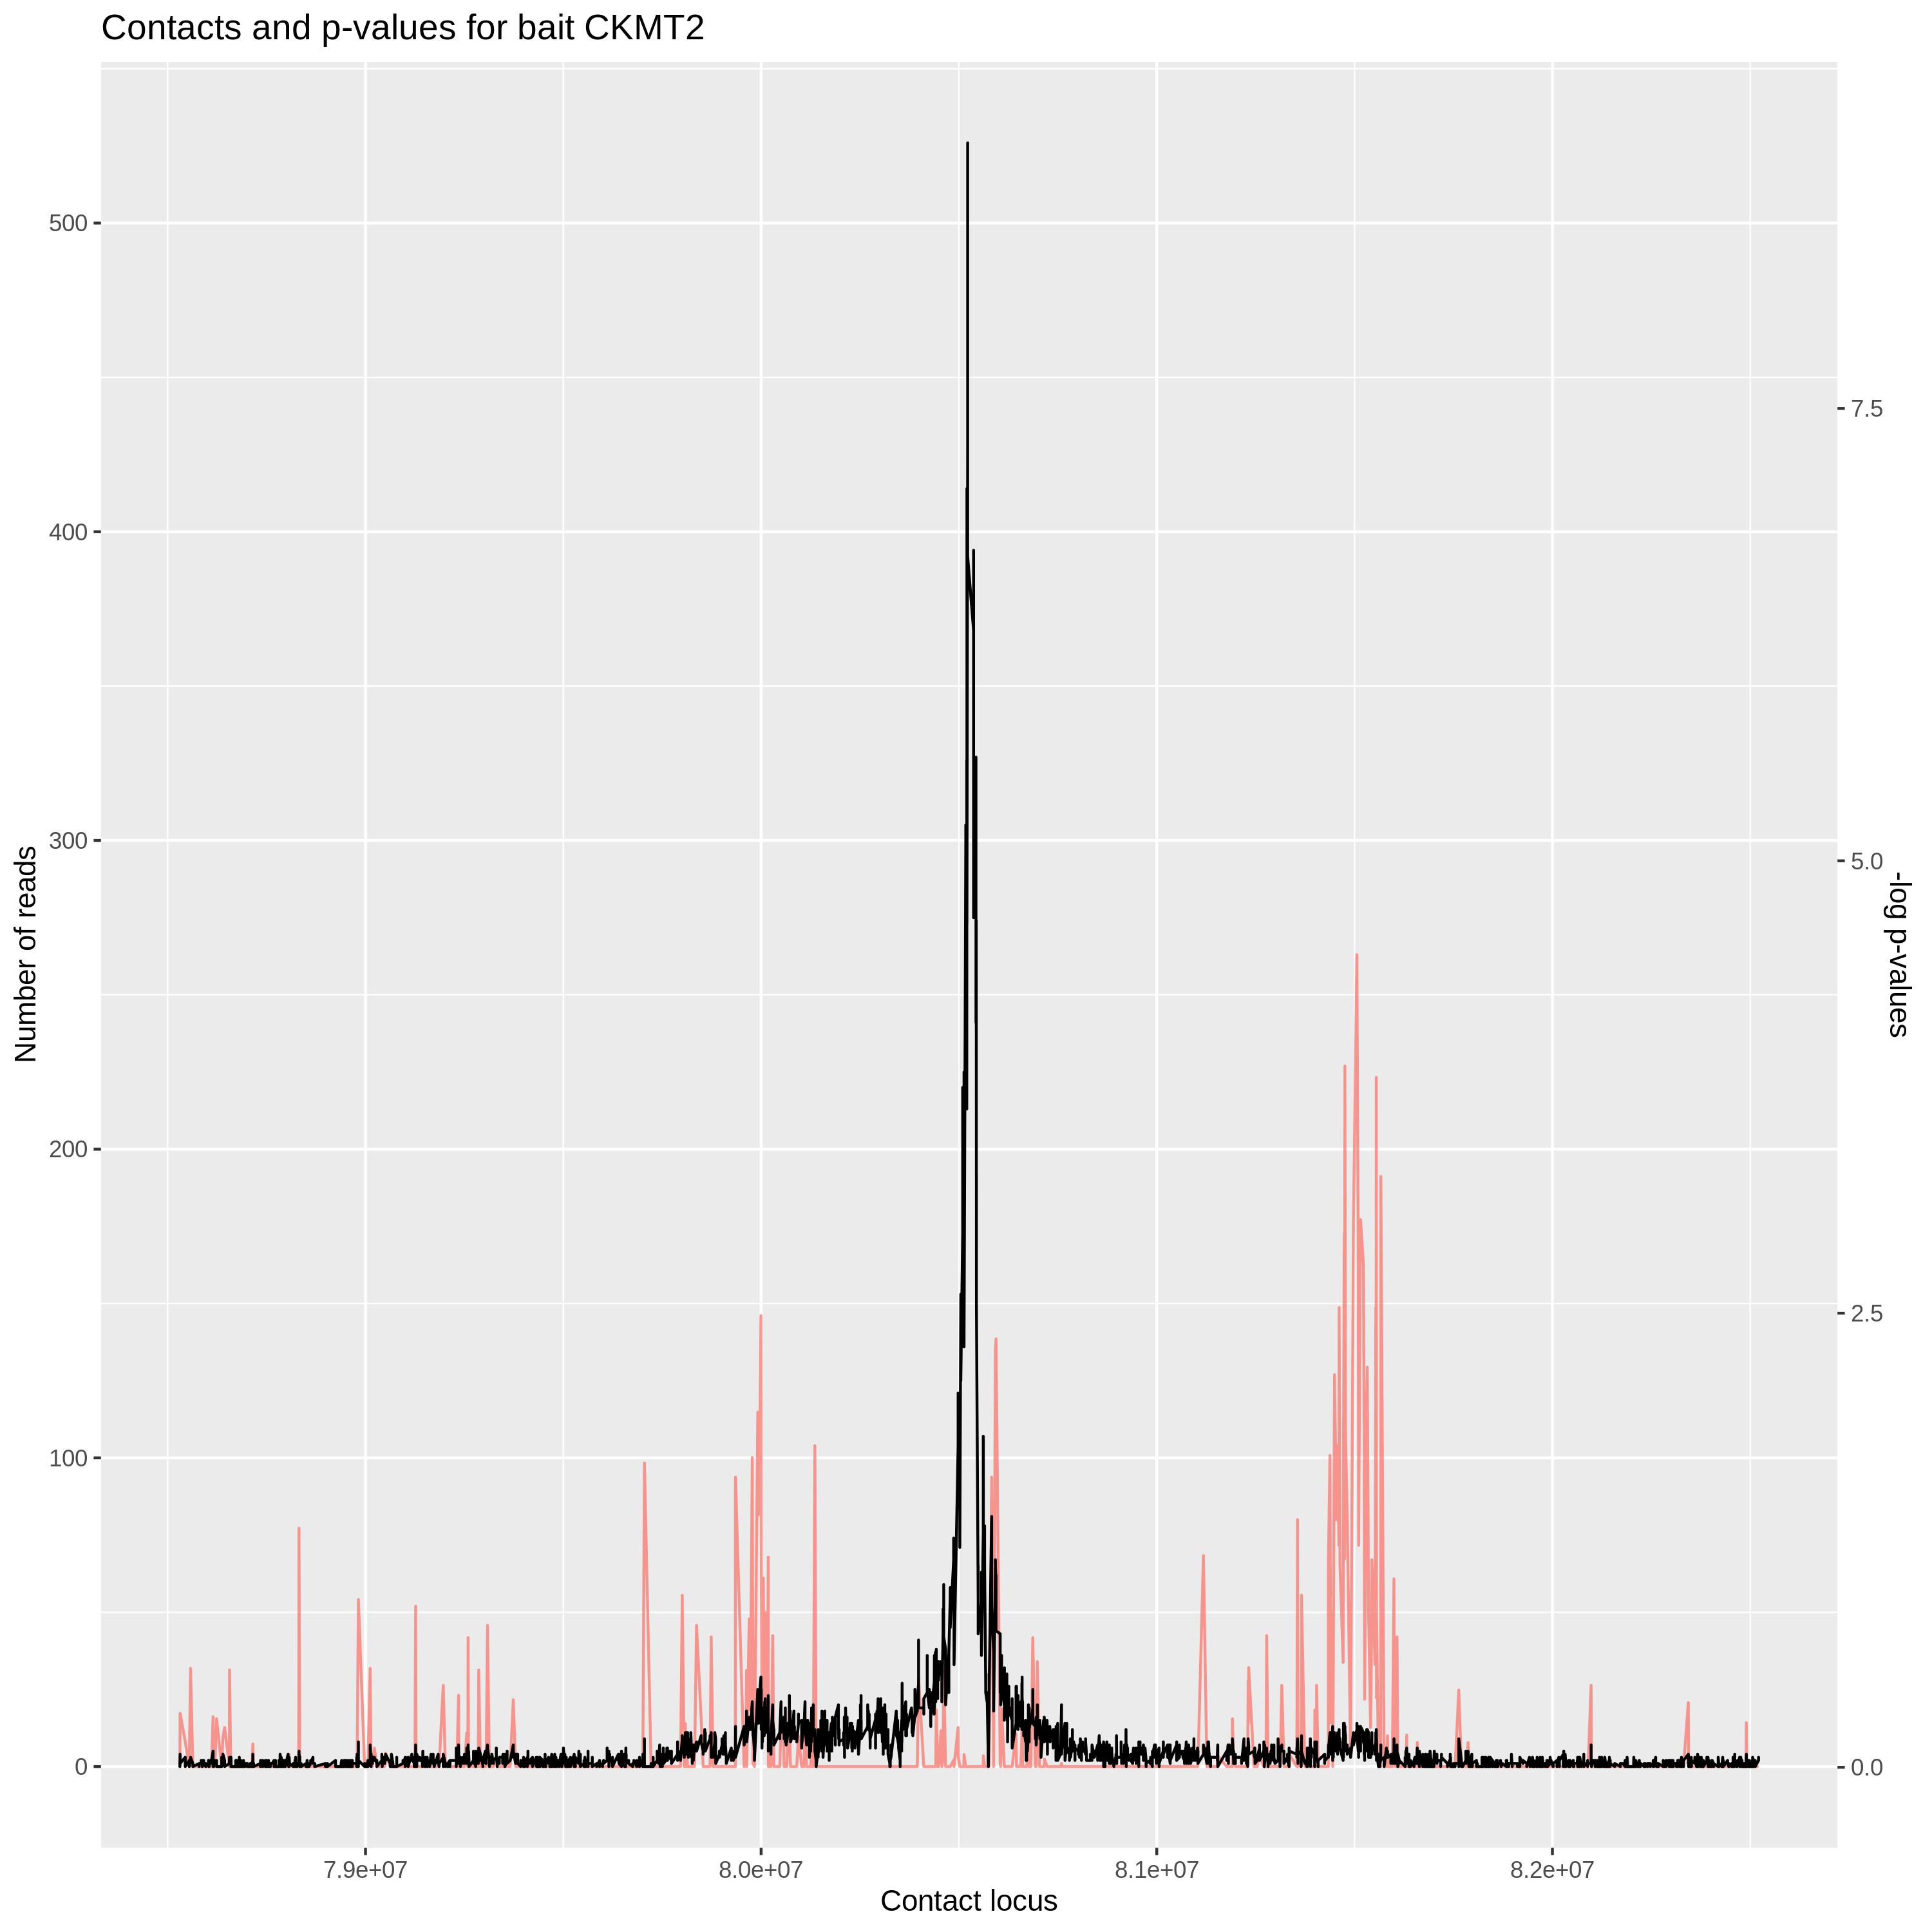 Contacts and p-values for bait CKMT2
500
400
300
200
100
0
Number of reads
7.5
5.0
2.5
0.0
-log p-values
7.9e+07
8.0e+07
8.1e+07
8.2e+07
Contact locus